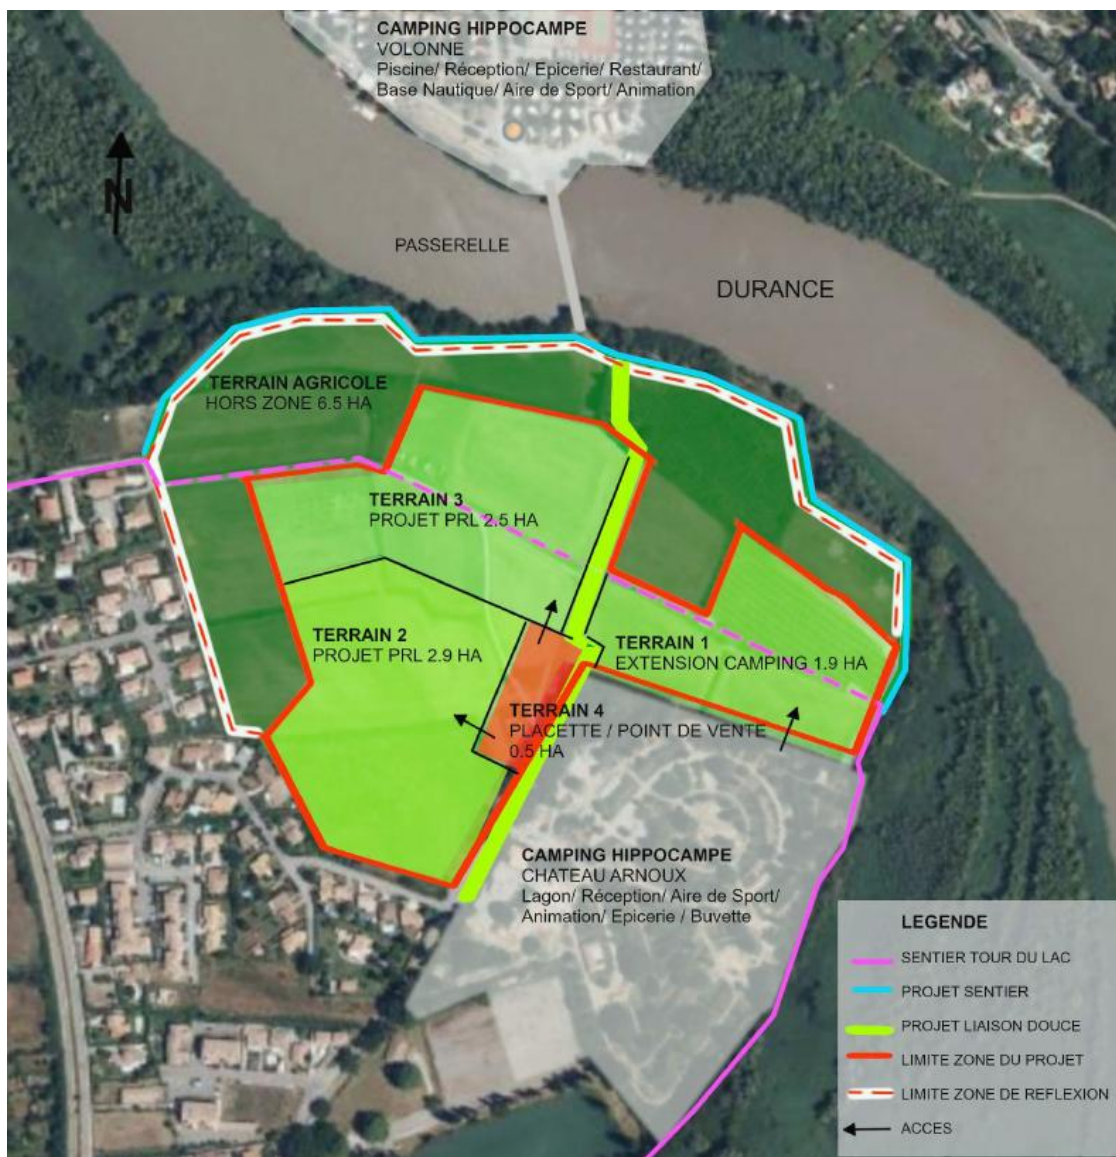 CAMPING HIPPOCAMPE
VOLONNE
Piscine/ Réception/ Epicerie/ Restaurant/
Base Nautique/ Aire de Sport/ Animation
N
PASSERELLE
DURANCE
TERRAIN AGRICOLE
HORS ZONE 6.5 HA
TERRAIN 3
PROJET PRL 2.5 HA
TERRAIN 2
PROJET PRL 2.9 HA
TERRAIN 1
EXTENSION CAMPING 1.9 HA
TERRAIN 4
PLACETTE / POINT DE VENTE
0.5 HA
CAMPING HIPPOCAMPE
CHATEAU ARNOUX
Lagon/ Réception/ Aire de Sport/
Animation/ Epicerie / Buvette
LEGENDE
SENTIER TOUR DU LAC
PROJET SENTIER
PROJET LIAISON DOUCE
LIMITE ZONE DU PROJET
LIMITE ZONE DE REFLEXION
ACCES